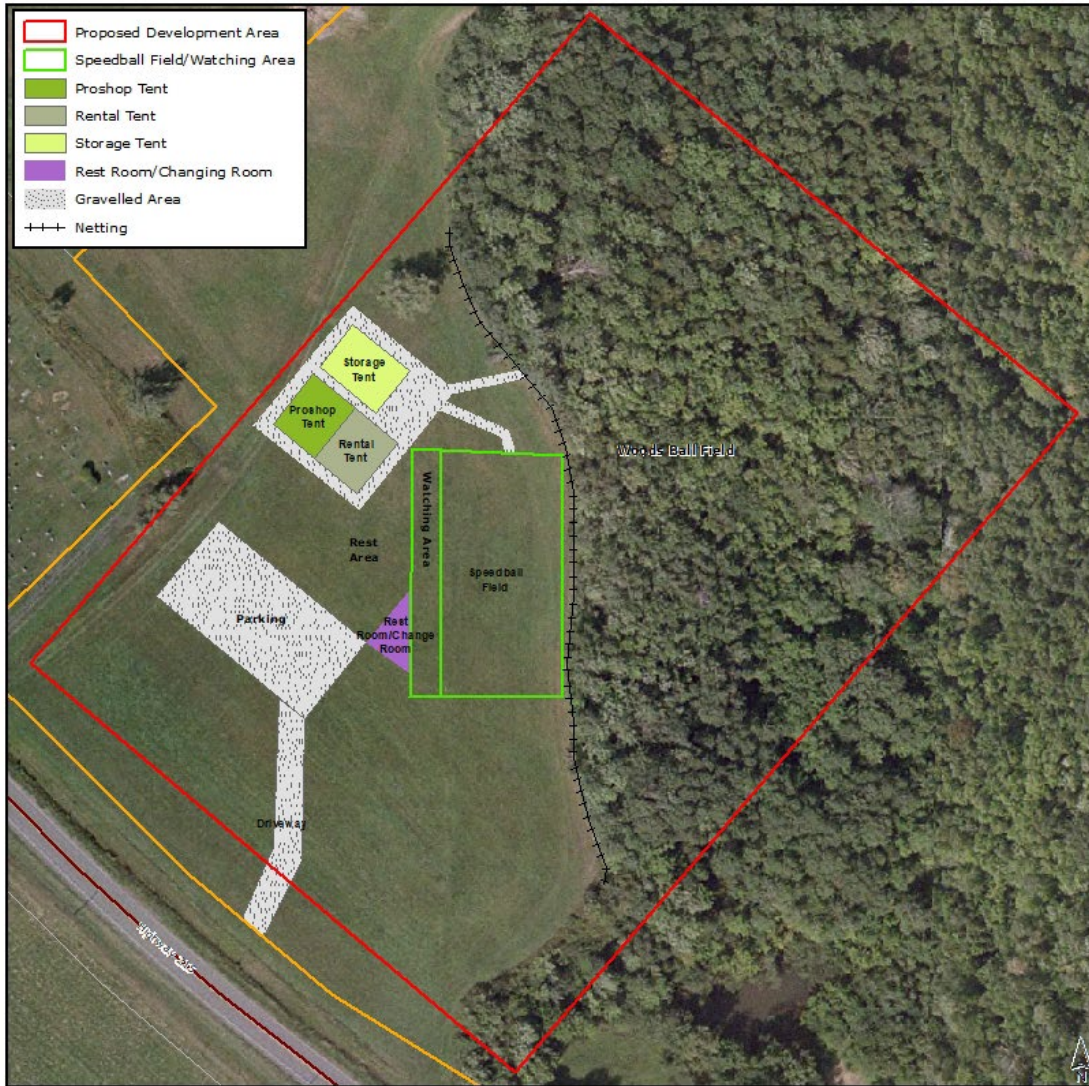 Proposed Development Area
Speedball Field/Watching Area
Proshop Tent
Rental Tent
Storage Tent
Rest Room/Changing Room
Gravelled Area
Netting
Storage
Tent
Proshop
Tent
Rental
Tent
Woods Ball Field
Watching Area
Rest
Area
Speedball
Field
Parking
Rest
Room/Change
Room
Driveway
N